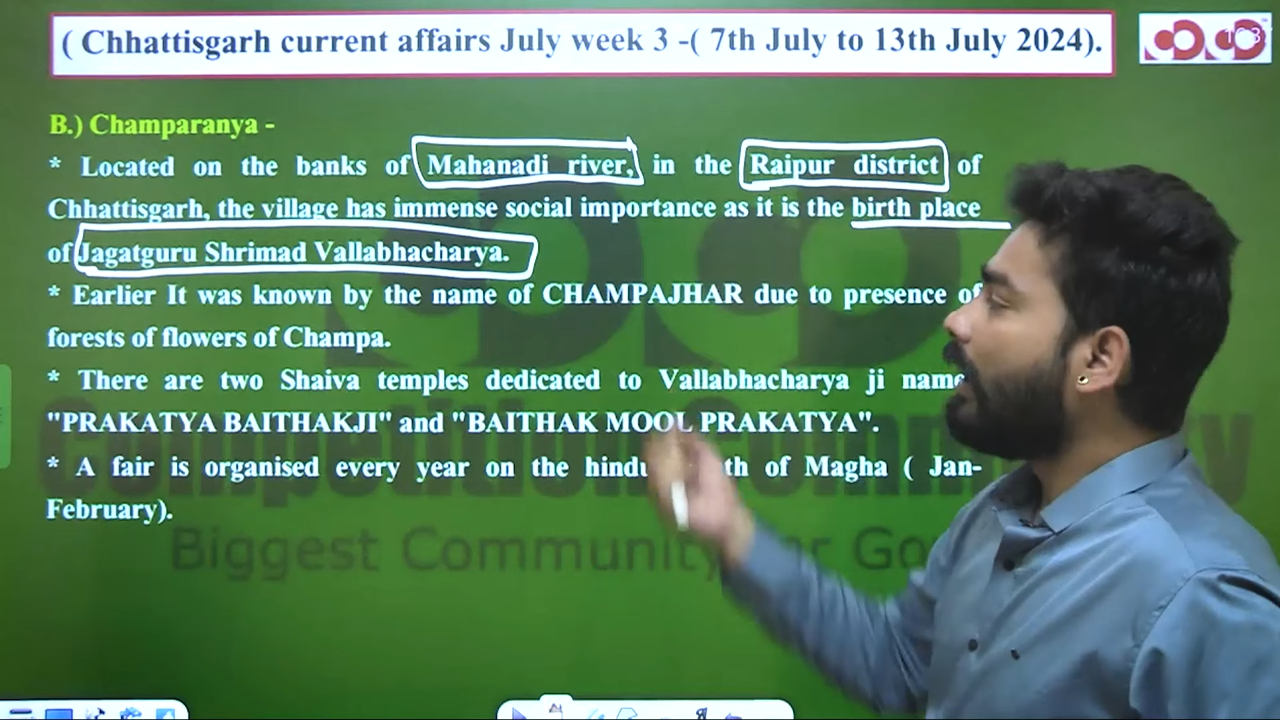 ( Chhattisgarh current affairs July week 3 -( 7th July to 13th July 2024).
B.) Champaranya -
* Located on the banks of Mahanadi river, in the Raipur district of
Chhattisgarh, the village has immense social importance as it is the birth place
of Jagatguru Shrimad Vallabhacharya.
* Earlier It was known by the name of CHAMPAJHAR due to presence of
forests of flowers of Champa.
* There are two Shaiva temples dedicated to Vallabhacharya ji
"PRAKATYA BAITHAKJI" and "BAITHAK MOOL PRAKATYA".
* A fair is organised every year on the hindu of Magha ( Jan-
February).
Competition Community
Biggest Community